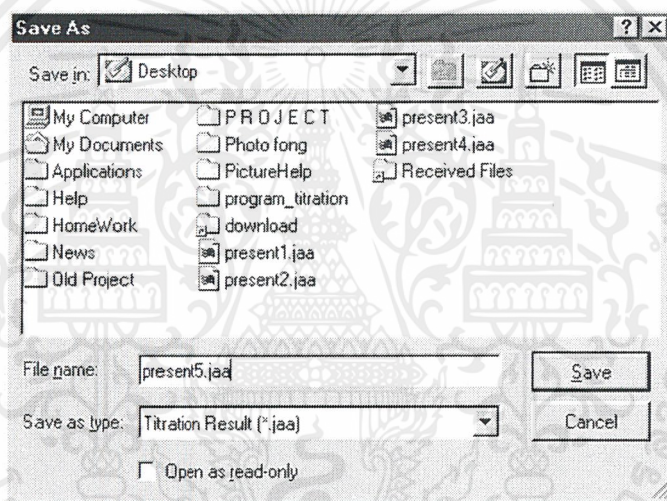 Save As
Save in: Desktop
My Computer
My Documents
Applications
Help
HomeWork
News
Old Project
P R O J E C T
Photo fong
PictureHelp
program_titration
download
present1.jaa
present2.jaa
present3.jaa
present4.jaa
Received Files
File name: present5.jaa
Save
Save as type: Titration Result (*.jaa)
Cancel
Open as read-only